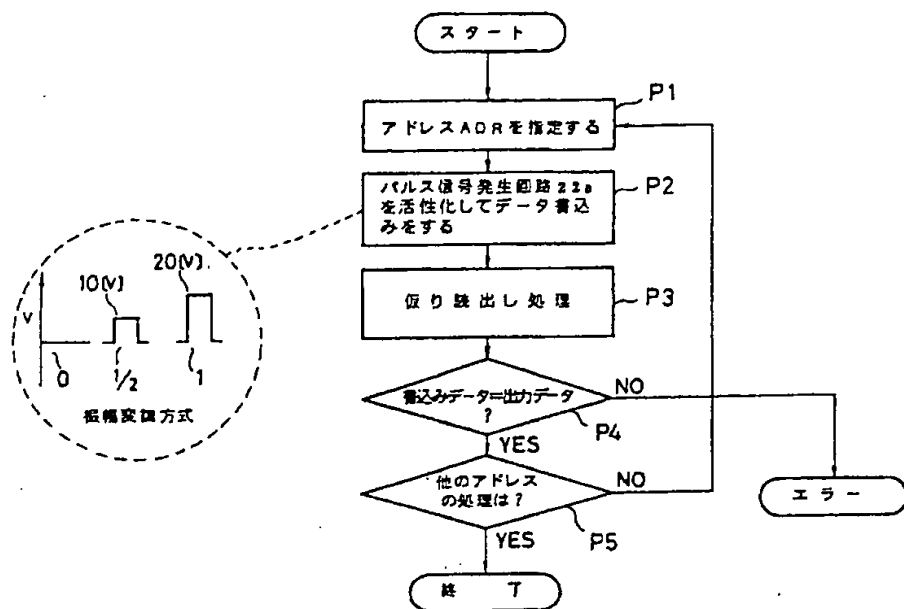 スタート
P1
アドレスADRを指定する
P2
パルス信号発生回路22a
を活性化してデータ書込
みをする
仮り読出し処理
P3
20[V]
10[V]
V
0
1/2
1
振幅変調方式
書込みデータ=出力データ
?
NO
P4
YES
他のアドレス
の処理は?
NO
P5
YES
エラー
終 了